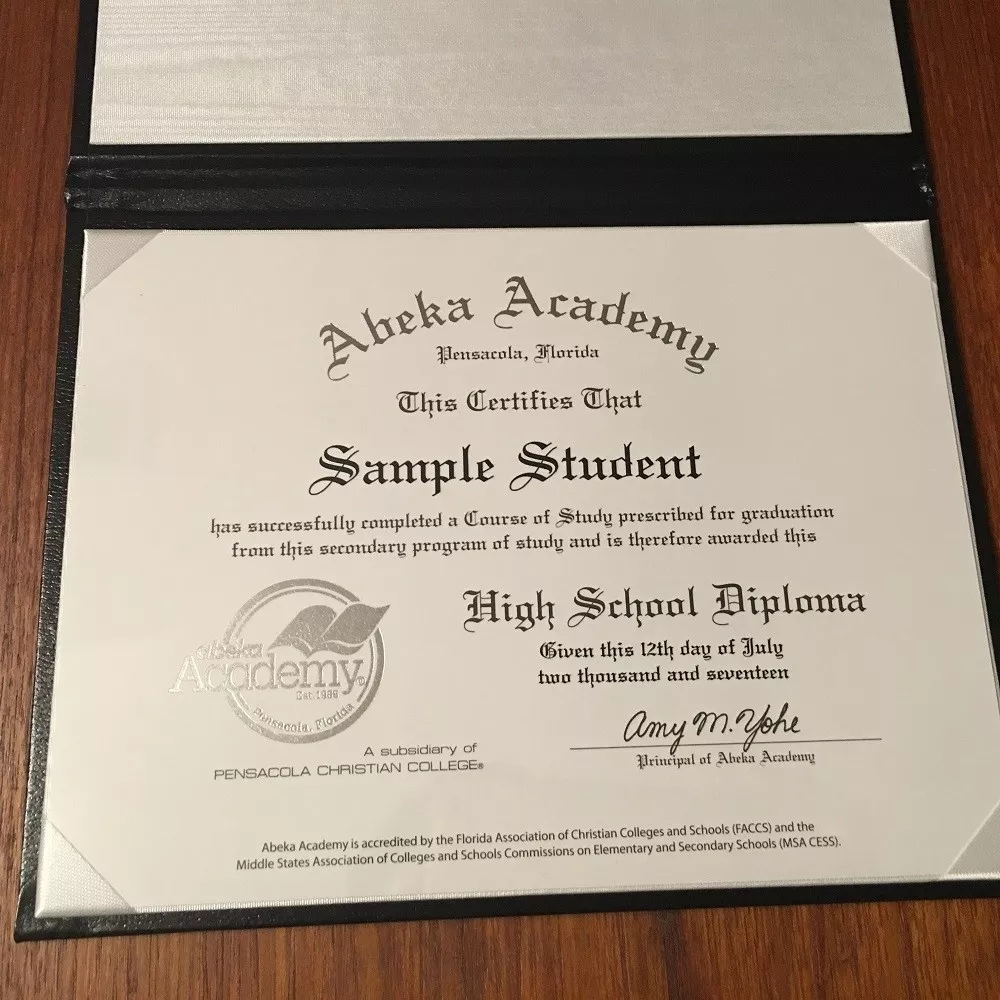 Abeka Academy
Pensacola, Florida
This Certifies That
Sample Student
has successfully completed a Course of Study prescribed for graduation
from this secondary program of study and is therefore awarded this
High School Diploma
Given this 12th day of July
two thousand and seventeen
abeka
Academy®
Est. 1986
Pensacola, Florida
A subsidiary of
PENSACOLA CHRISTIAN COLLEGE®
Amy M. Yohe
Principal of Abeka Academy
Abeka Academy is accredited by the Florida Association of Christian Colleges and Schools (FACCS) and the
Middle States Association of Colleges and Schools Commissions on Elementary and Secondary Schools (MSA CESS).